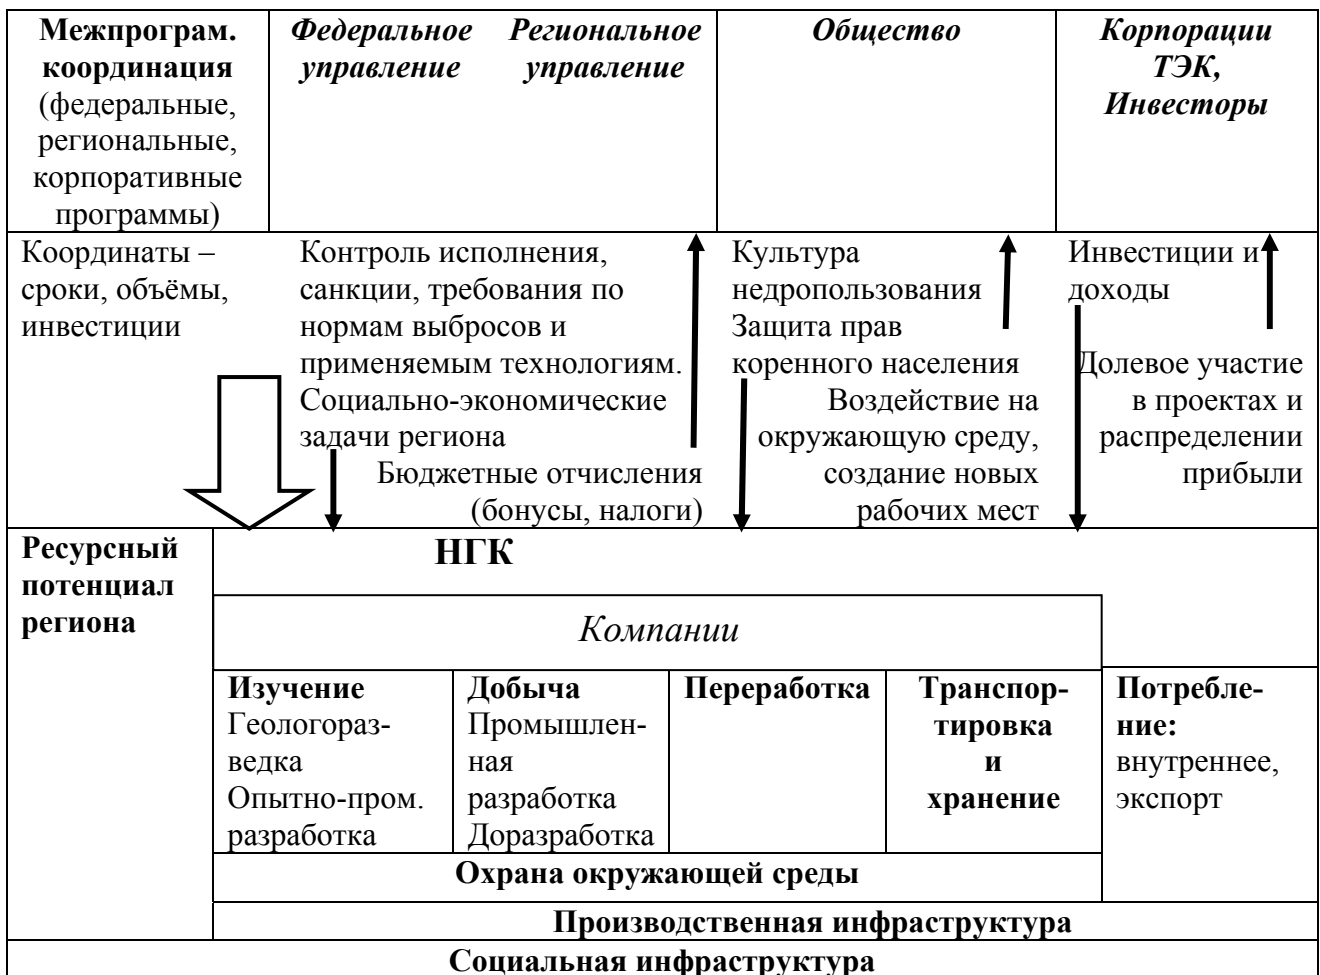 Межпрограм.
координация
(федеральные,
региональные,
корпоративные
программы)
Федеральное
управление
Региональное
управление
Общество
Корпорации
ТЭК,
Инвесторы
Координаты –
сроки, объёмы,
инвестиции
Контроль исполнения,
санкции, требования по
нормам выбросов и
применяемым технологиям.
Социально-экономические
задачи региона
Бюджетные отчисления
(бонусы, налоги)
Культура
недропользования
Защита прав
коренного населения
Воздействие на
окружающую среду,
создание новых
рабочих мест
Инвестиции и
доходы
Долевое участие
в проектах и
распределении
прибыли
Ресурсный
потенциал
региона
НГК
Компании
Изучение
Геологораз-
ведка
Опытно-пром.
разработка
Добыча
Промышлен-
ная
разработка
Доразработка
Переработка
Транспор-
тировка
и
хранение
Потребле-
ние:
внутреннее,
экспорт
Охрана окружающей среды
Производственная инфраструктура
Социальная инфраструктура